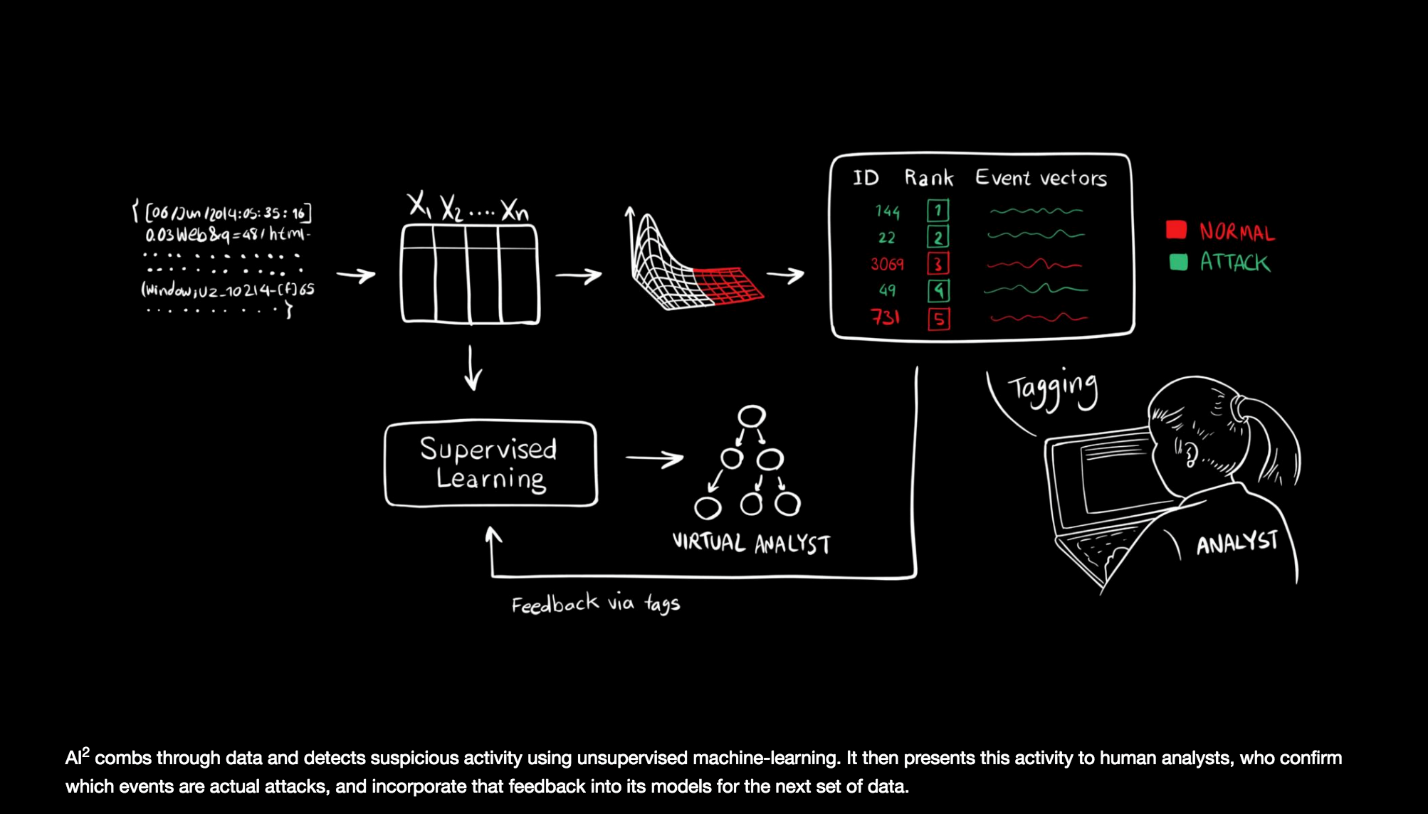 { [06/Jun/2014:05:35:16]
0.03 Web&q=48/html-
(Window;
}
X1 X2 .... Xn
ID Rank Event vectors
144 1
22 2
3069 3
49 4
731 5
NORMAL
ATTACK
Tagging
Supervised
Learning
VIRTUAL ANALYST
ANALYST
Feedback via tags
AI2 combs through data and detects suspicious activity using unsupervised machine-learning. It then presents this activity to human analysts, who confirm
which events are actual attacks, and incorporate that feedback into its models for the next set of data.